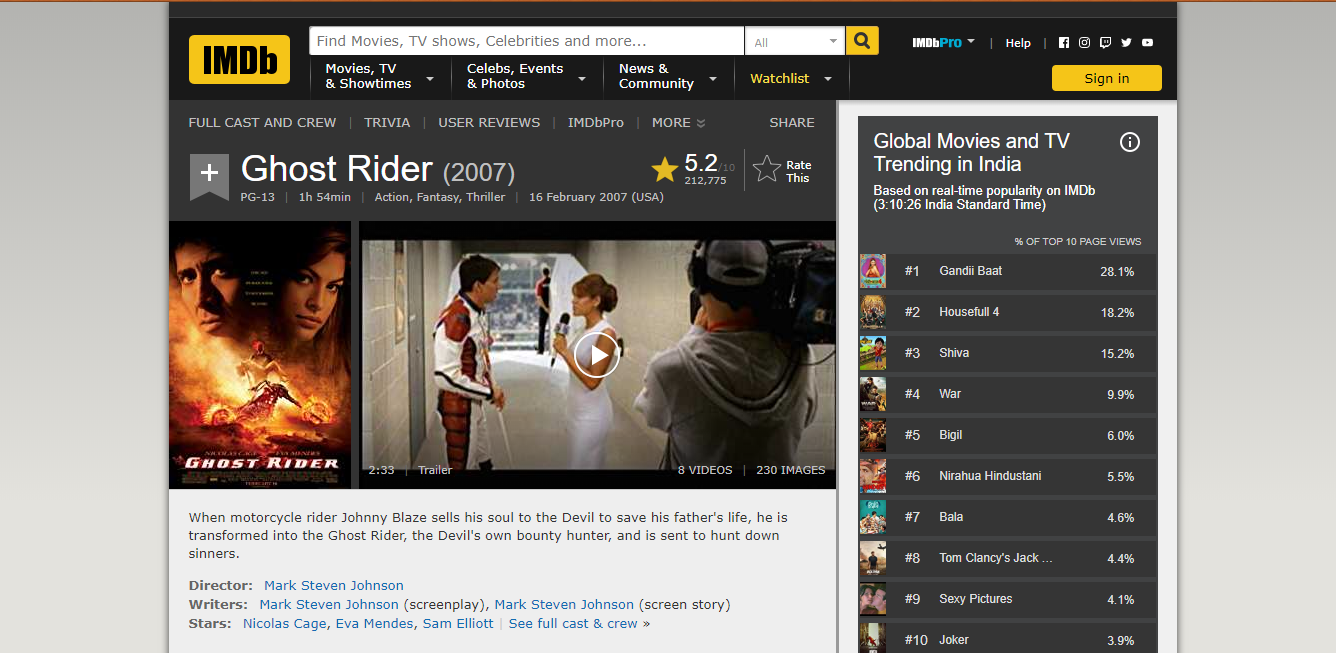 IMDb
Find Movies, TV shows, Celebrities and more...
All
IMDbPro
|
Help
|
Movies, TV
& Showtimes
Celebs, Events
& Photos
News &
Community
Watchlist
Sign in
FULL CAST AND CREW | TRIVIA | USER REVIEWS | IMDbPro | MORE
SHARE
+
Ghost Rider (2007)
5.2/10
212,775
Rate
This
PG-13 | 1h 54min | Action, Fantasy, Thriller | 16 February 2007 (USA)
NICOLAS CAGE EVA MENDES
GHOST RIDER
2:33 | Trailer
8 VIDEOS | 230 IMAGES
When motorcycle rider Johnny Blaze sells his soul to the Devil to save his father's life, he is
transformed into the Ghost Rider, the Devil's own bounty hunter, and is sent to hunt down
sinners.
Director: Mark Steven Johnson
Writers: Mark Steven Johnson (screenplay), Mark Steven Johnson (screen story)
Stars: Nicolas Cage, Eva Mendes, Sam Elliott | See full cast & crew »
Global Movies and TV
Trending in India
Based on real-time popularity on IMDb
(3:10:26 India Standard Time)
% OF TOP 10 PAGE VIEWS
#1 Gandii Baat 28.1%
#2 Housefull 4 18.2%
#3 Shiva 15.2%
#4 War 9.9%
#5 Bigil 6.0%
#6 Nirahua Hindustani 5.5%
#7 Bala 4.6%
#8 Tom Clancy's Jack ... 4.4%
#9 Sexy Pictures 4.1%
#10 Joker 3.9%